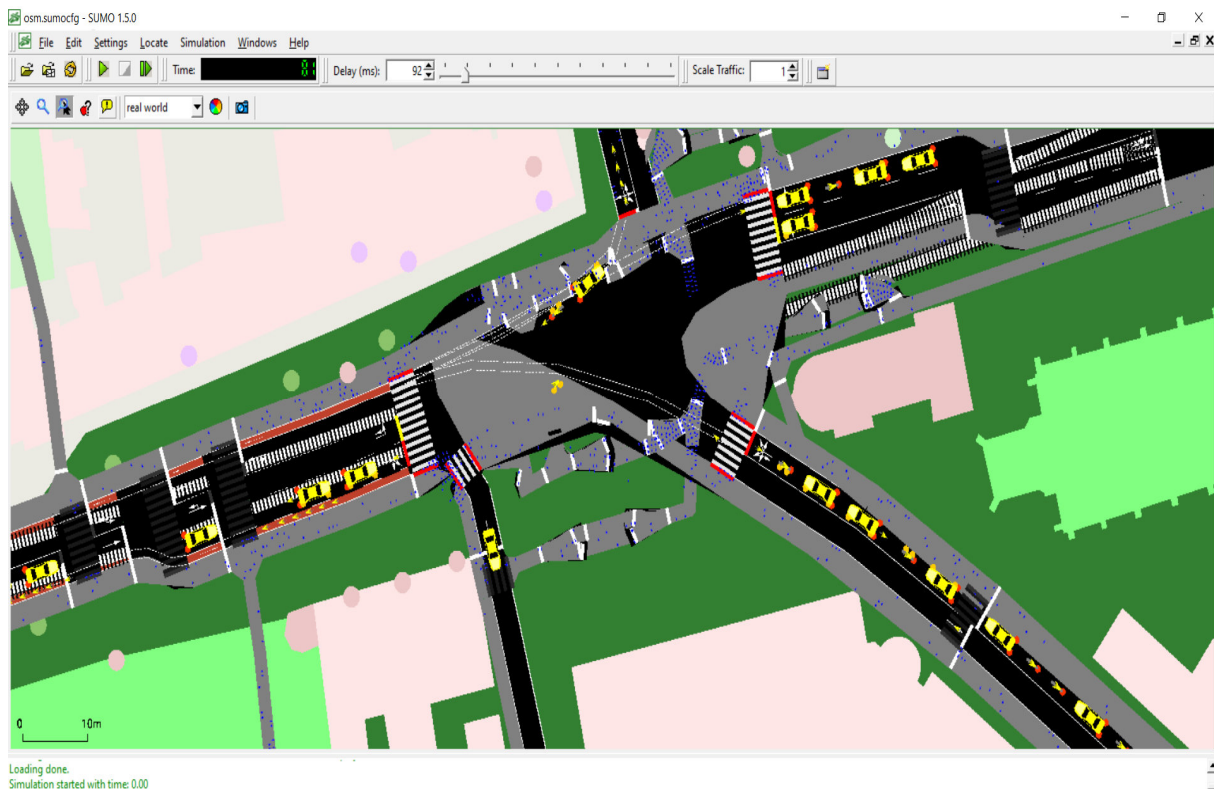 osm.sumocfg - SUMO 1.5.0
File Edit Settings Locate Simulation Windows Help
Time: 81 Delay (ms): 92 Scale Traffic: 1
real world
0 10m
Loading done.
Simulation started with time: 0.00